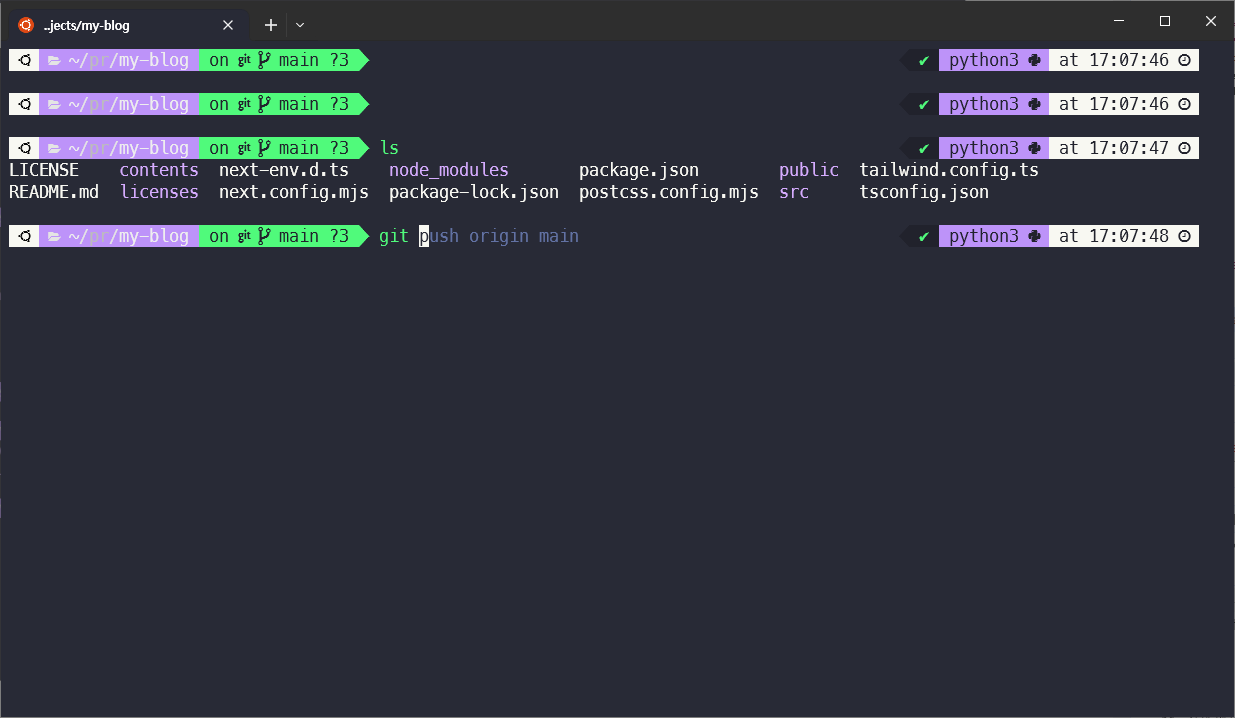 ..jects/my-blog
~/pr/my-blog on git main ?3 ✔ python3 at 17:07:46
~/pr/my-blog on git main ?3 ✔ python3 at 17:07:46
~/pr/my-blog on git main ?3 ls ✔ python3 at 17:07:47
LICENSE contents next-env.d.ts node_modules package.json public tailwind.config.ts
README.md licenses next.config.mjs package-lock.json postcss.config.mjs src tsconfig.json
~/pr/my-blog on git main ?3 git push origin main ✔ python3 at 17:07:48